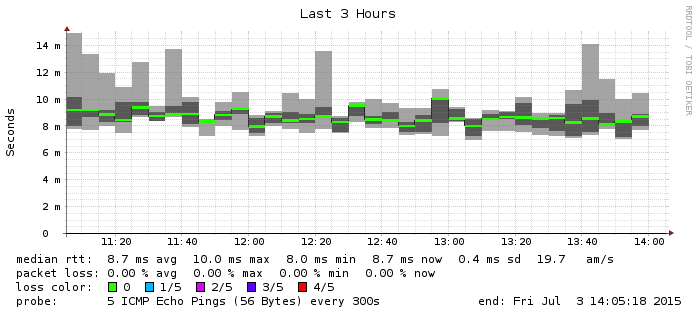 Last 3 Hours
RRDTOOL / TOBI OETIKER
Seconds
14 m
12 m
10 m
8 m
6 m
4 m
2 m
0
11:20 11:40 12:00 12:20 12:40 13:00 13:20 13:40 14:00
median rtt: 8.7 ms avg 10.0 ms max 8.0 ms min 8.7 ms now 0.4 ms sd 19.7 am/s
packet loss: 0.00 % avg 0.00 % max 0.00 % min 0.00 % now
loss color: 0 1/5 2/5 3/5 4/5
probe: 5 ICMP Echo Pings (56 Bytes) every 300s end: Fri Jul 3 14:05:18 2015